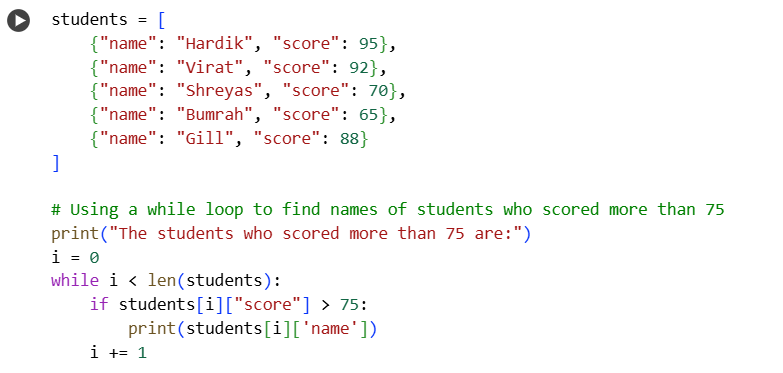 students = [
    {"name": "Hardik", "score": 95},
    {"name": "Virat", "score": 92},
    {"name": "Shreyas", "score": 70},
    {"name": "Bumrah", "score": 65},
    {"name": "Gill", "score": 88}
]

# Using a while loop to find names of students who scored more than 75
print("The students who scored more than 75 are:")
i = 0
while i < len(students):
    if students[i]["score"] > 75:
        print(students[i]['name'])
    i += 1